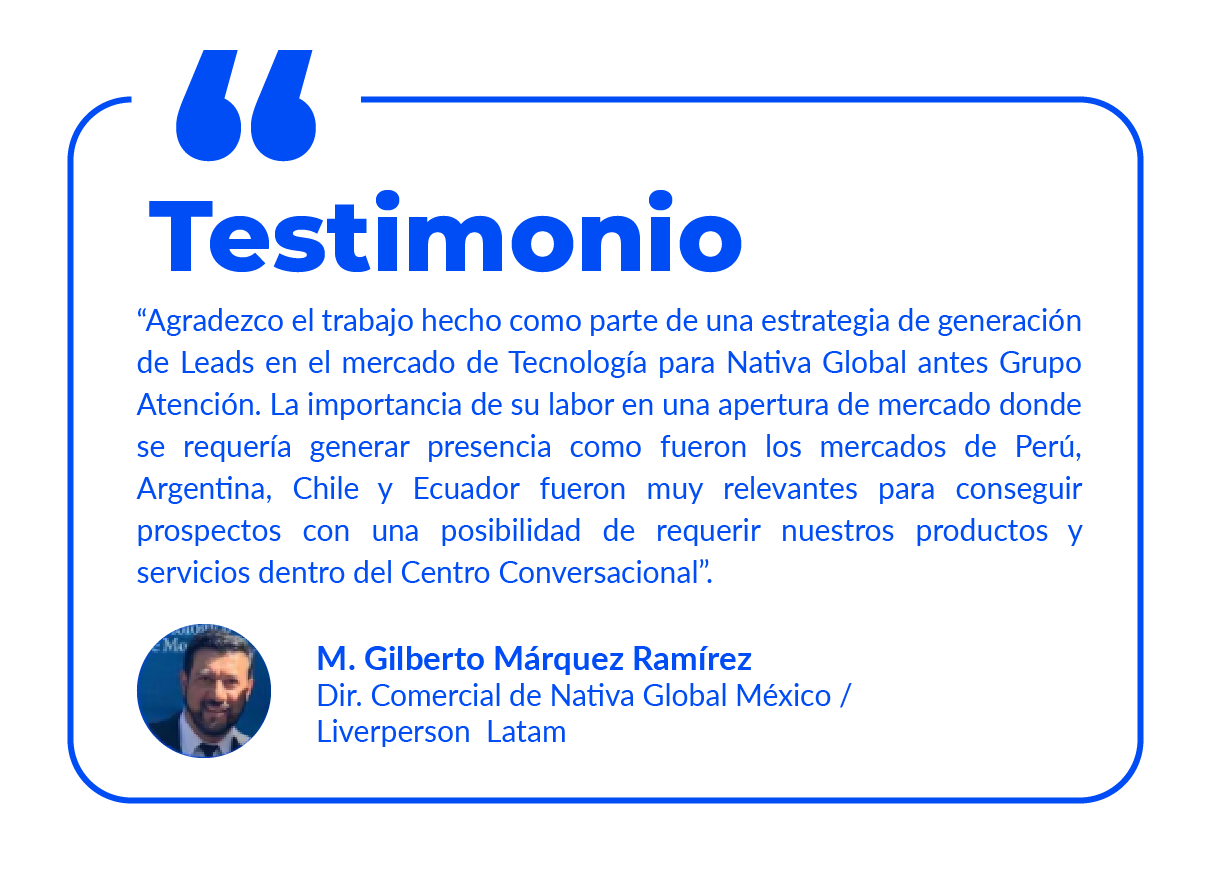 “
Testimonio
“Agradezco el trabajo hecho como parte de una estrategia de generación
de Leads en el mercado de Tecnología para Nativa Global antes Grupo
Atención. La importancia de su labor en una apertura de mercado donde
se requería generar presencia como fueron los mercados de Perú,
Argentina, Chile y Ecuador fueron muy relevantes para conseguir
prospectos con una posibilidad de requerir nuestros productos y
servicios dentro del Centro Conversacional”.
M. Gilberto Márquez Ramírez
Dir. Comercial de Nativa Global México /
Liverperson Latam